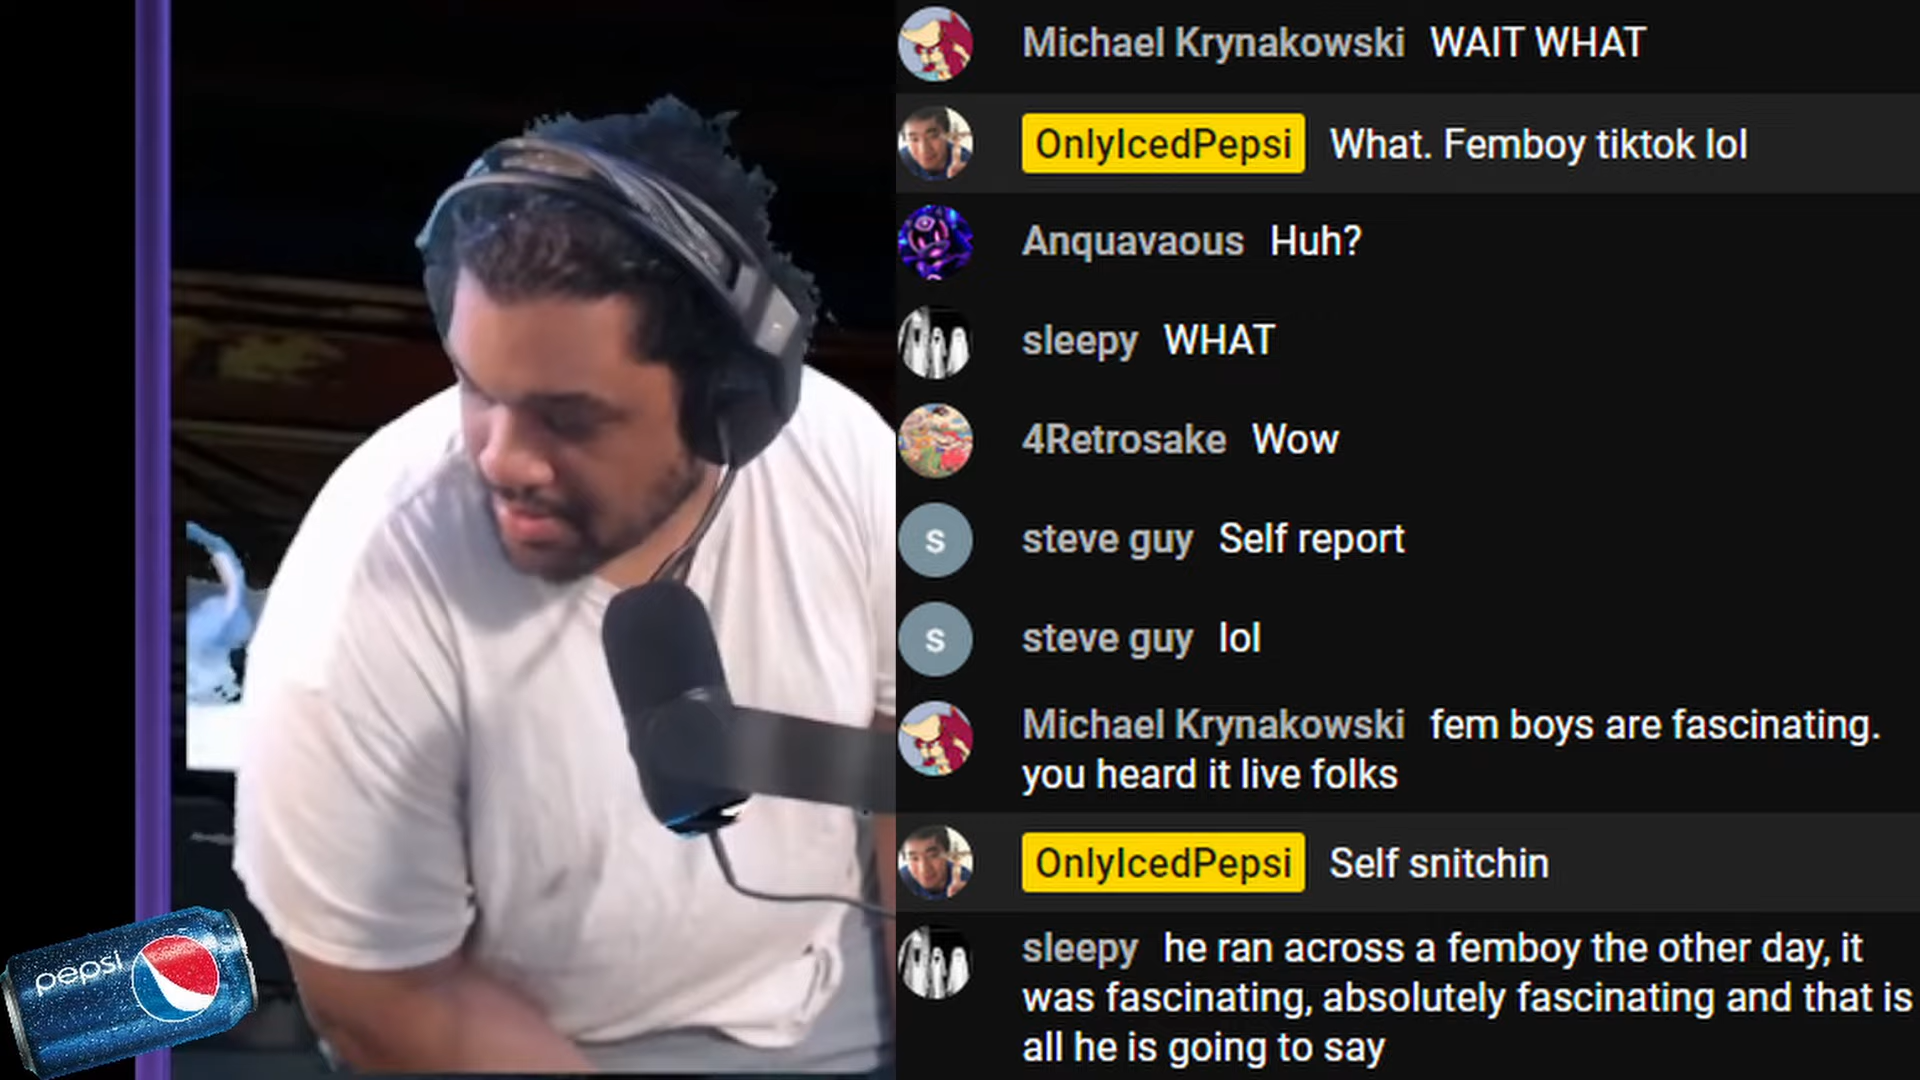 Michael Krynakowski WAIT WHAT
OnlyIcedPepsi What. Femboy tiktok lol
Anquavaous Huh?
sleepy WHAT
4Retrosake Wow
S steve guy Self report
S steve guy lol
Michael Krynakowski fem boys are fascinating.
you heard it live folks
OnlyIcedPepsi Self snitchin
sleepy he ran across a femboy the other day, it
was fascinating, absolutely fascinating and that is
all he is going to say
pepsi